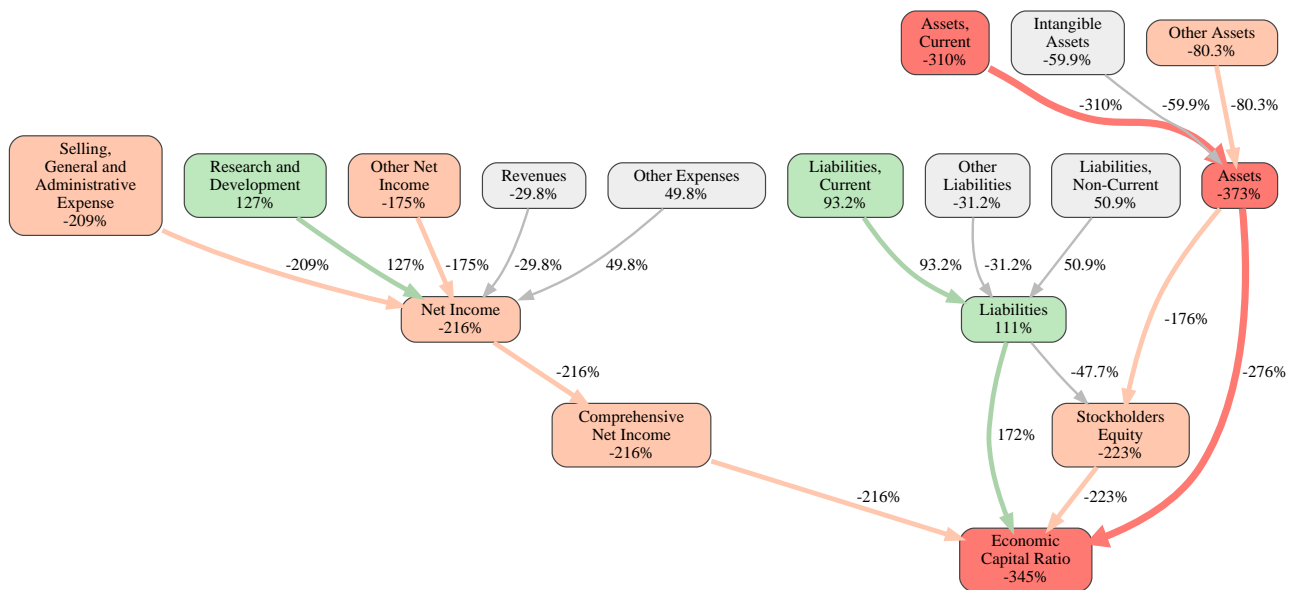 Assets,
Current
-310%
Intangible
Assets
-59.9%
Other Assets
-80.3%
-310%
-59.9%
-80.3%
Selling,
General and
Administrative
Expense
-209%
Research and
Development
127%
Other Net
Income
-175%
Revenues
-29.8%
Other Expenses
49.8%
Liabilities,
Current
93.2%
Other
Liabilities
-31.2%
Liabilities,
Non-Current
50.9%
Assets
-373%
-209%
127%
-175%
-29.8%
49.8%
93.2%
-31.2%
50.9%
Net Income
-216%
Liabilities
111%
-176%
-216%
-47.7%
-276%
Comprehensive
Net Income
-216%
172%
Stockholders
Equity
-223%
-216%
-223%
Economic
Capital Ratio
-345%